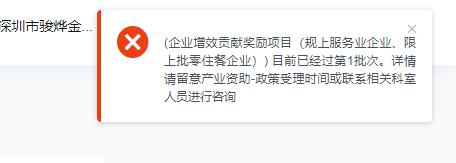 深圳市骏烨金...
(企业增效贡献奖励项目（规上服务业企业、限
上批零住餐企业）) 目前已经过第1批次。详情
请留意产业资助-政策受理时间或联系相关科室
人员进行咨询